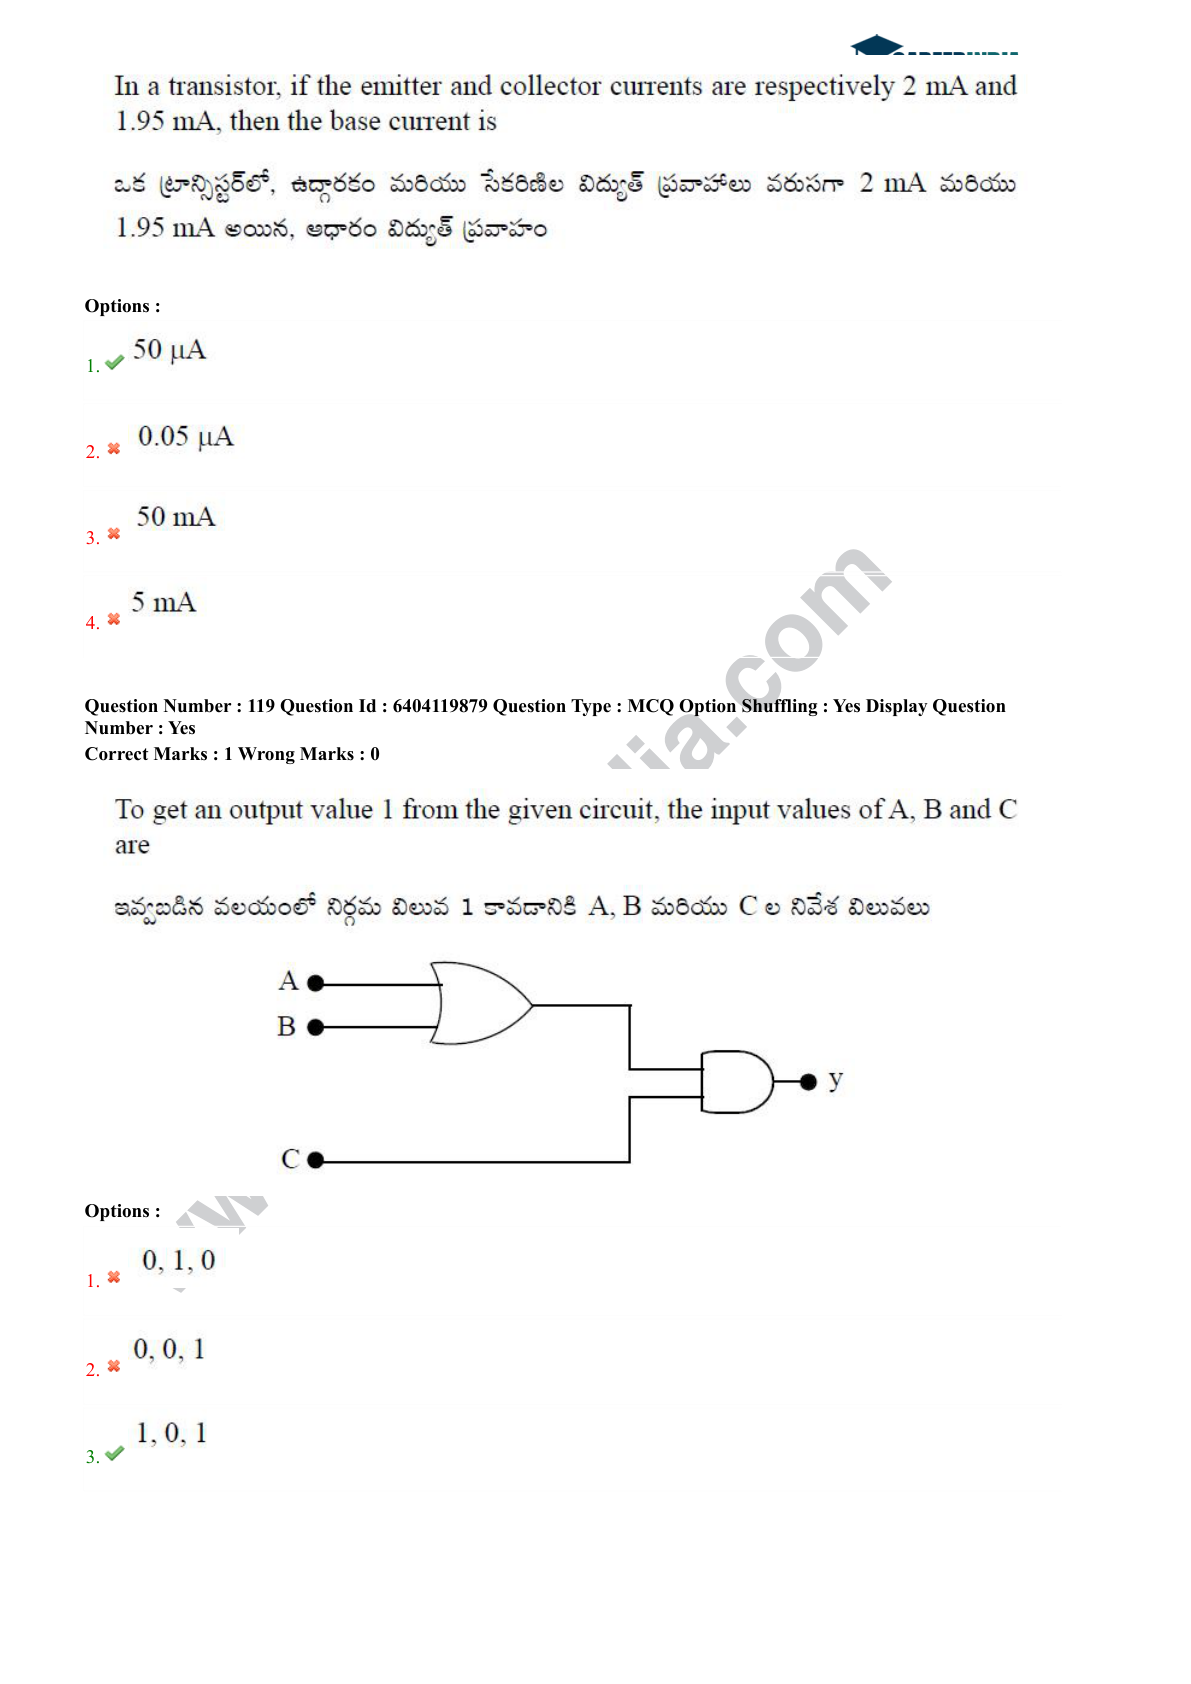 In a transistor, if the emitter and collector currents are respectively 2 mA and
1.95 mA, then the base current is
ఒక ట్రాన్సిస్టర్‌లో, ఉద్గారకం మరియు సేకరిణిల విద్యుత్ ప్రవాహాలు వరుసగా 2 mA మరియు
1.95 mA అయిన, ఆధారం విద్యుత్ ప్రవాహం
Options :
1. 50 µA
2. 0.05 µA
3. 50 mA
4. 5 mA
Question Number : 119 Question Id : 6404119879 Question Type : MCQ Option Shuffling : Yes Display Question
Number : Yes
Correct Marks : 1 Wrong Marks : 0
To get an output value 1 from the given circuit, the input values of A, B and C
are
ఇవ్వబడిన వలయంలో నిర్గమ విలువ 1 కావడానికి A, B మరియు C ల నివేశ విలువలు
A
B
y
C
Options :
1. 0, 1, 0
2. 0, 0, 1
3. 1, 0, 1